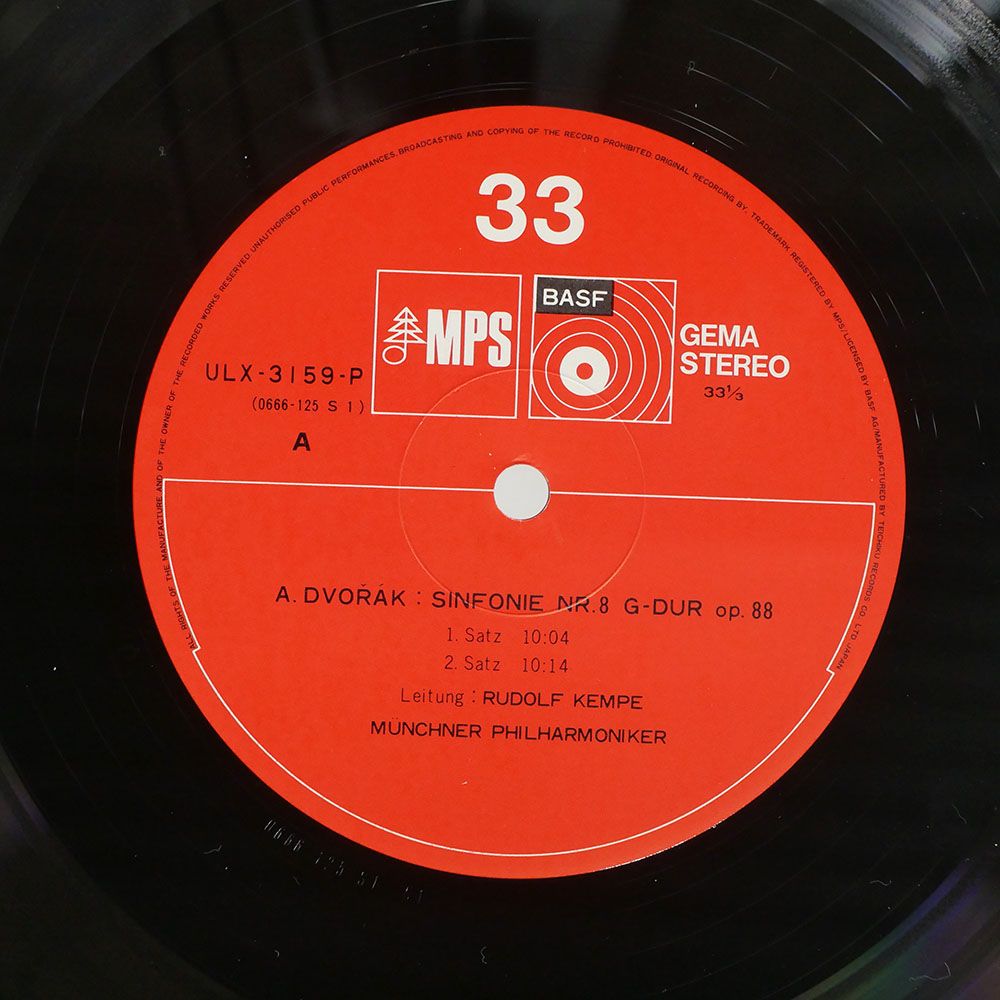 ALL RIGHTS OF THE MANUFACTURE AND OF THE OWNER OF THE RECORDED WORKS RESERVED UNAUTHORISED PUBLIC PERFORMANCES, BROADCASTING AND COPYING OF THE RECORD PROHIBITED. ORIGINAL RECORDING BY, TRADEMARK REGISTERED BY MPS/LICENSED BY BASF AG/MANUFACTURED BY TEICHIKU RECORDS CO., LTD. JAPAN
33
MPS
BASF
GEMA
STEREO
33⅓
ULX-3159-P
(0666-125 S 1)
A
A. DVOŘÁK : SINFONIE NR.8 G-DUR op. 88
1. Satz 10:04
2. Satz 10:14
Leitung : RUDOLF KEMPE
MÜNCHNER PHILHARMONIKER